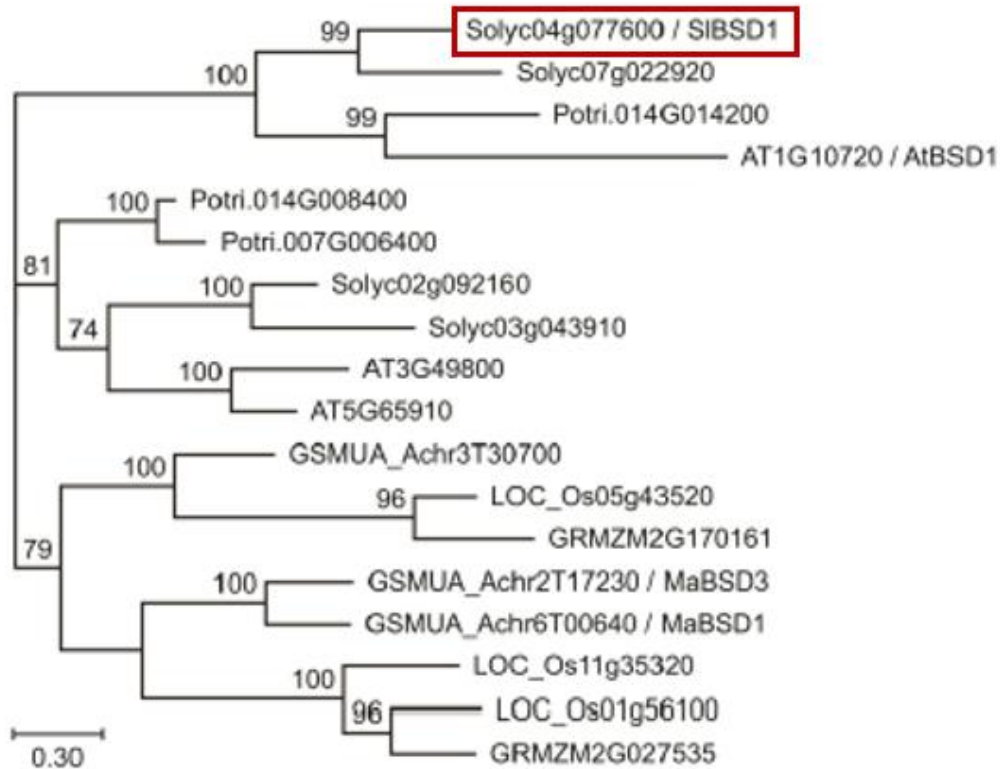 99
Solyc04g077600 / SlBSD1
100
Solyc07g022920
99
Potri.014G014200
AT1G10720 / AtBSD1
100
Potri.014G008400
Potri.007G006400
81
100
Solyc02g092160
74
Solyc03g043910
100
AT3G49800
AT5G65910
100
GSMUA_Achr3T30700
96
LOC_Os05g43520
GRMZM2G170161
79
100
GSMUA_Achr2T17230 / MaBSD3
GSMUA_Achr6T00640 / MaBSD1
100
LOC_Os11g35320
96
LOC_Os01g56100
GRMZM2G027535
0.30